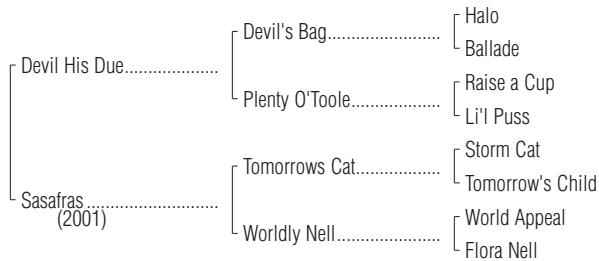 Halo
Devil's Bag....................
Ballade
Devil His Due.................
Raise a Cup
Plenty O'Toole................
Li'l Puss
Storm Cat
Tomorrows Cat...............
Tomorrow's Child
Sasafras ........................
(2001)
World Appeal
Worldly Nell..................
Flora Nell